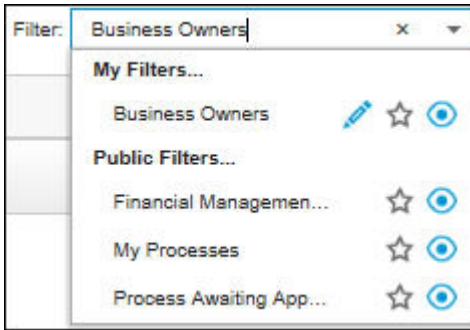 Filter: Business Owners
My Filters...
Business Owners
Public Filters...
Financial Managemen...
My Processes
Process Awaiting App...